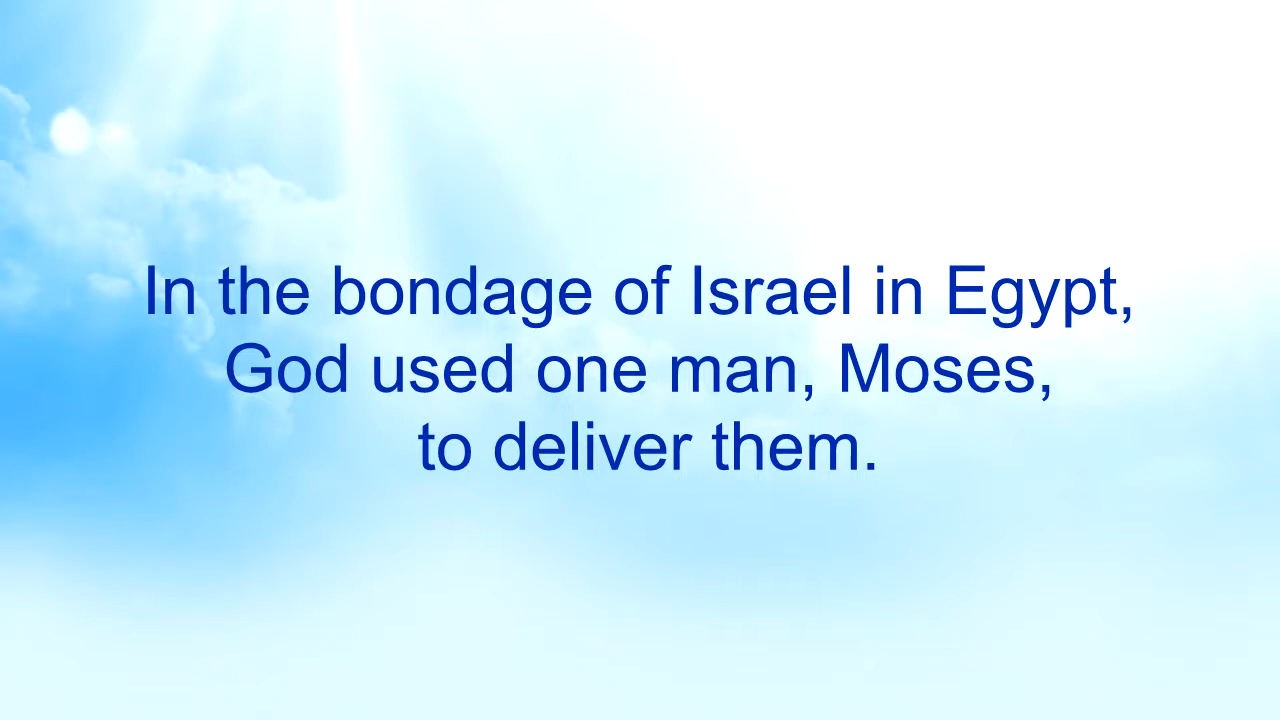 In the bondage of Israel in Egypt,
God used one man, Moses,
to deliver them.